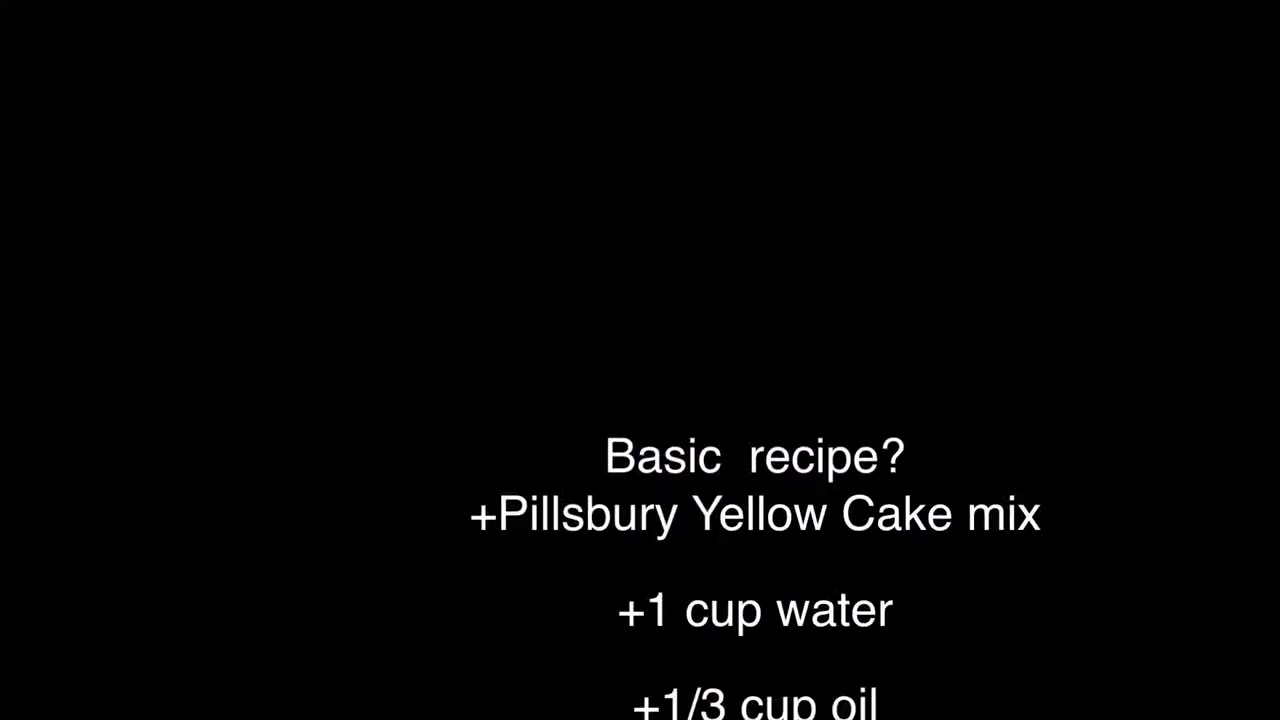 Basic  recipe?
+Pillsbury Yellow Cake mix
+1 cup water
+1/3 cup oil